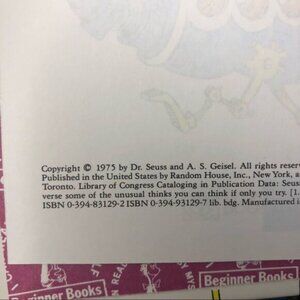 Copyright © 1975 by Dr. Seuss and A. S. Geisel. All rights reser
Published in the United States by Random House, Inc., New York, a
Toronto. Library of Congress Cataloging in Publication Data: Seus
verse some of the unusual thinks you can think if only you try. [1.
ISBN 0-394-83129-2 ISBN 0-394-93129-7 lib. bdg. Manufactured i
Beginner Books
Beginner Books